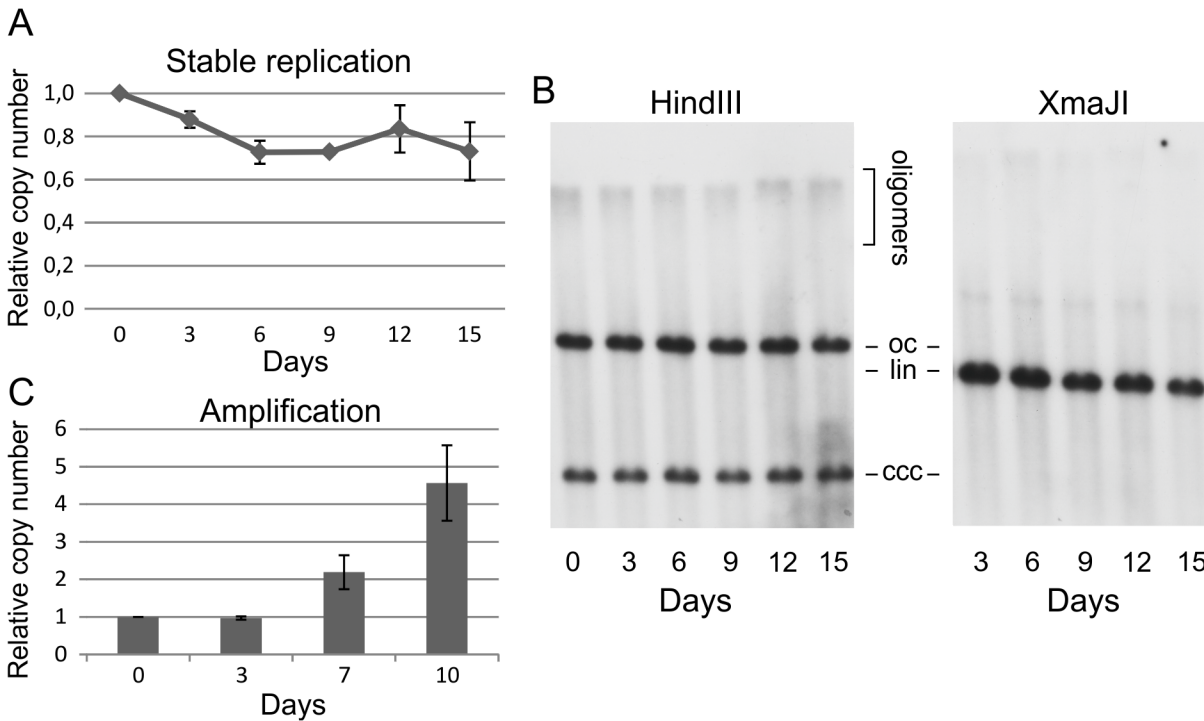 A
Stable replication
Relative copy number
1,0
0,8
0,6
0,4
0,2
0,0
0 3 6 9 12 15
Days
B
HindIII
XmaJI
oligomers
– oc –
– lin –
– ccc –
0 3 6 9 12 15
Days
3 6 9 12 15
Days
C
Amplification
Relative copy number
6
5
4
3
2
1
0
0 3 7 10
Days